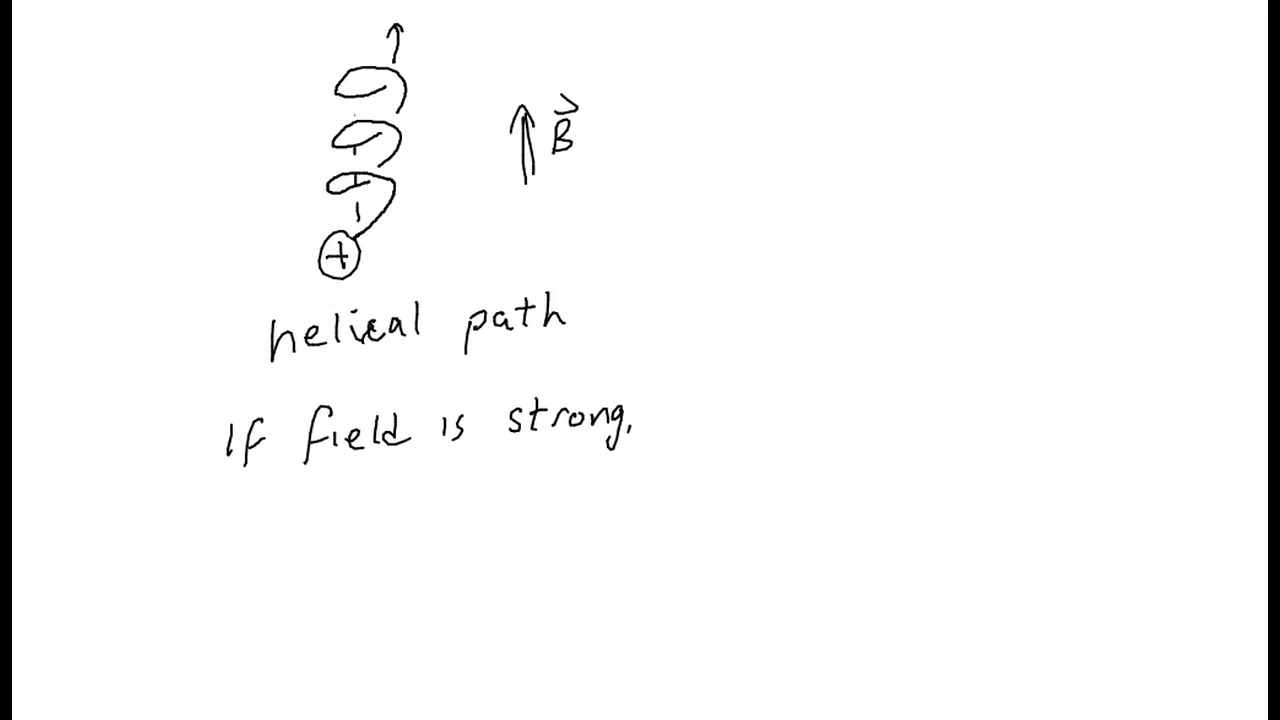 B⃗
+
helical path
If field is strong,